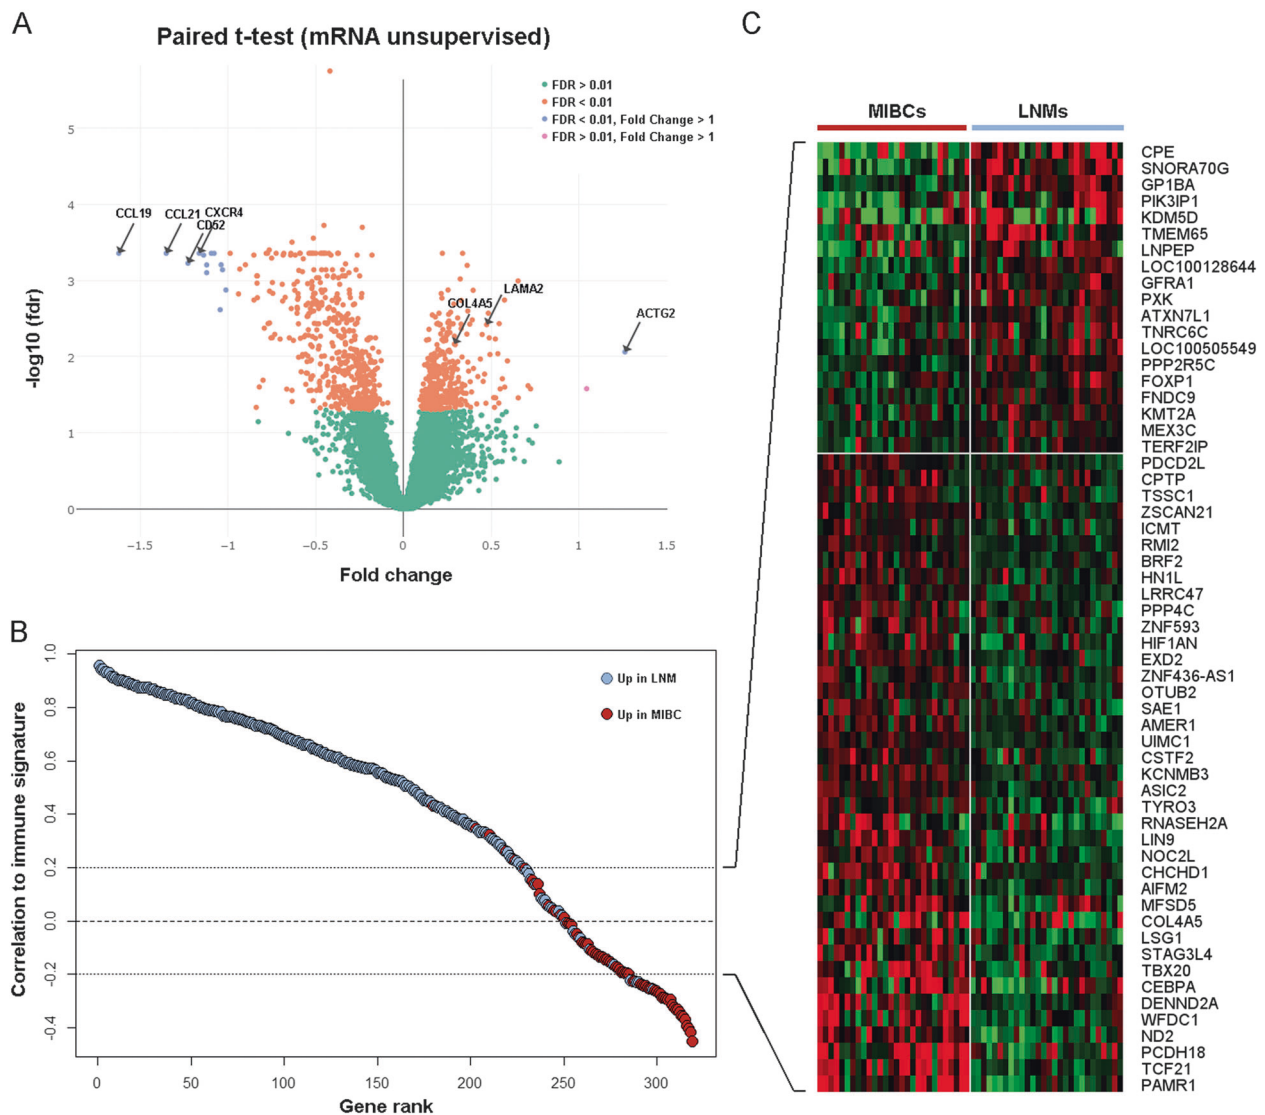 A
Paired t-test (mRNA unsupervised)
FDR > 0.01
FDR < 0.01
FDR < 0.01, Fold Change > 1
FDR > 0.01, Fold Change > 1
CCL19
CCL21
CXCR4
CD52
COL4A5
LAMA2
ACTG2
-log10 (fdr)
5
4
3
2
1
0
−1.5
−1
−0.5
0
0.5
1
1.5
Fold change
B
Up in LNM
Up in MIBC
Correlation to immune signature
1.0
0.8
0.6
0.4
0.2
0.0
-0.2
-0.4
0
50
100
150
200
250
300
Gene rank
C
MIBCs
LNMs
CPE
SNORA70G
GP1BA
PIK3IP1
KDM5D
TMEM65
LNPEP
LOC100128644
GFRA1
PXK
ATXN7L1
TNRC6C
LOC100505549
PPP2R5C
FOXP1
FNDC9
KMT2A
MEX3C
TERF2IP
PDCD2L
CPTP
TSSC1
ZSCAN21
ICMT
RMI2
BRF2
HN1L
LRRC47
PPP4C
ZNF593
HIF1AN
EXD2
ZNF436-AS1
OTUB2
SAE1
AMER1
UIMC1
CSTF2
KCNMB3
ASIC2
TYRO3
RNASEH2A
LIN9
NOC2L
CHCHD1
AIFM2
MFSD5
COL4A5
LSG1
STAG3L4
TBX20
CEBPA
DENND2A
WFDC1
ND2
PCDH18
TCF21
PAMR1